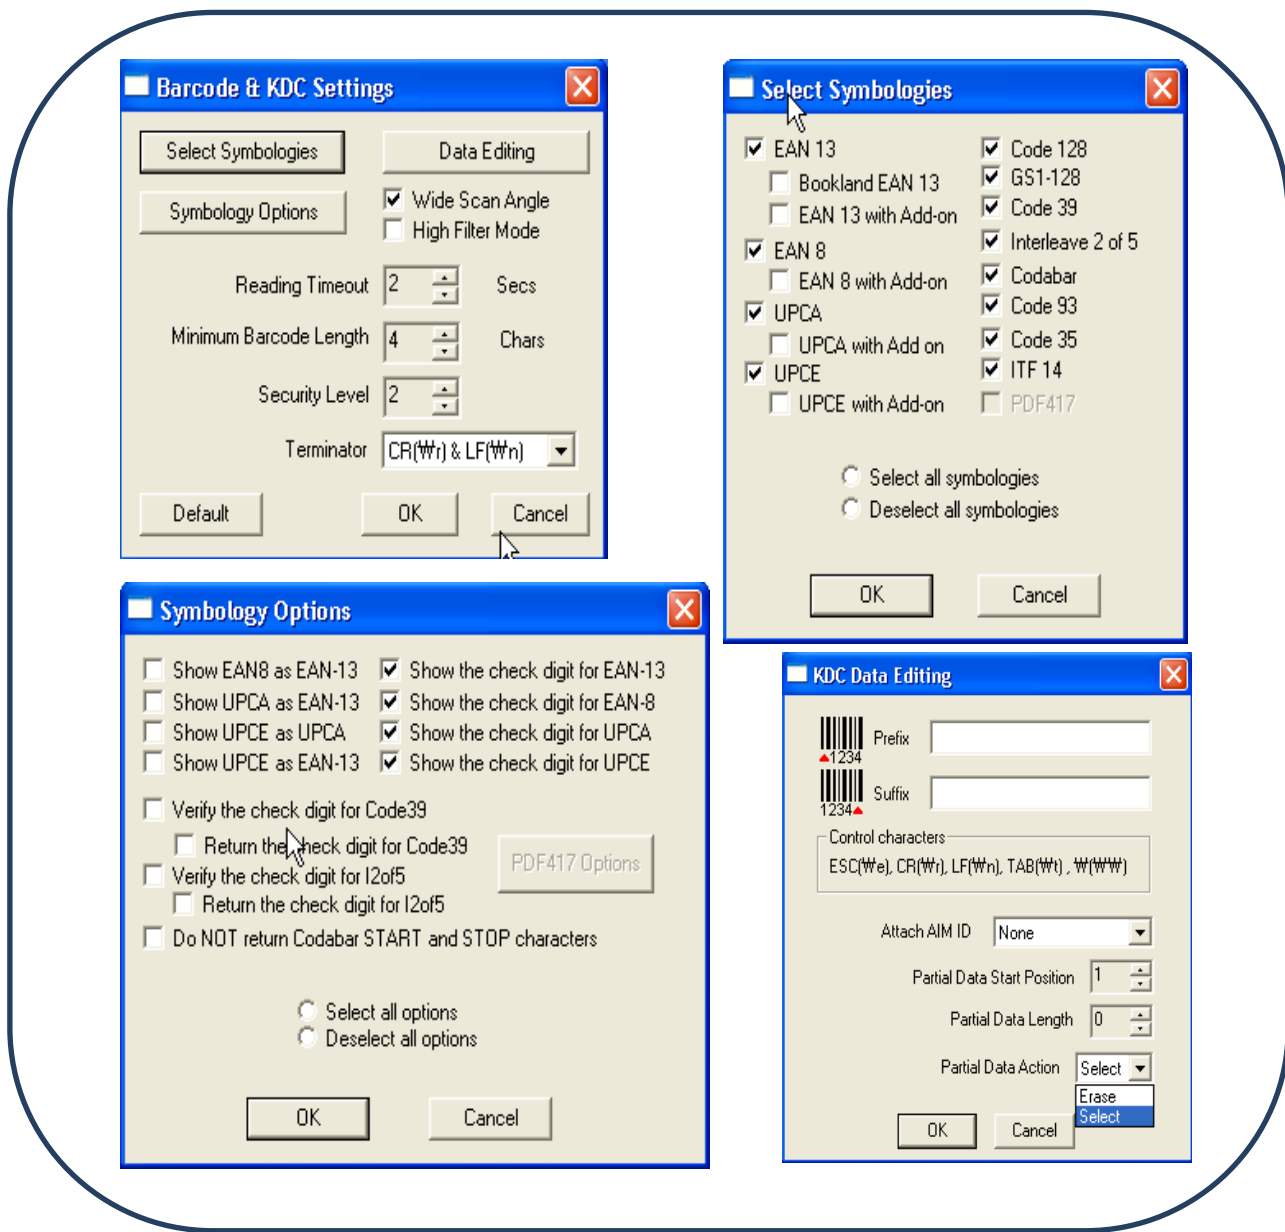 Barcode & KDC Settings
Select Symbologies
Data Editing
Symbology Options
Wide Scan Angle
High Filter Mode
Reading Timeout 2 Secs
Minimum Barcode Length 4 Chars
Security Level 2
Terminator CR(₩r) & LF(₩n)
Default OK Cancel
Select Symbologies
EAN 13
Bookland EAN 13
EAN 13 with Add-on
EAN 8
EAN 8 with Add-on
UPCA
UPCA with Add on
UPCE
UPCE with Add-on
Code 128
GS1-128
Code 39
Interleave 2 of 5
Codabar
Code 93
Code 35
ITF 14
PDF417
Select all symbologies
Deselect all symbologies
OK Cancel
Symbology Options
Show EAN8 as EAN-13
Show UPCA as EAN-13
Show UPCE as UPCA
Show UPCE as EAN-13
Show the check digit for EAN-13
Show the check digit for EAN-8
Show the check digit for UPCA
Show the check digit for UPCE
Verify the check digit for Code39
Return the check digit for Code39
Verify the check digit for I2of5
Return the check digit for I2of5
PDF417 Options
Do NOT return Codabar START and STOP characters
Select all options
Deselect all options
OK Cancel
KDC Data Editing
1234 Prefix
1234 Suffix
Control characters
ESC(₩e), CR(₩r), LF(₩n), TAB(₩t) , ₩(₩₩)
Attach AIM ID None
Partial Data Start Position 1
Partial Data Length 0
Partial Data Action Select
Erase
Select
OK Cancel